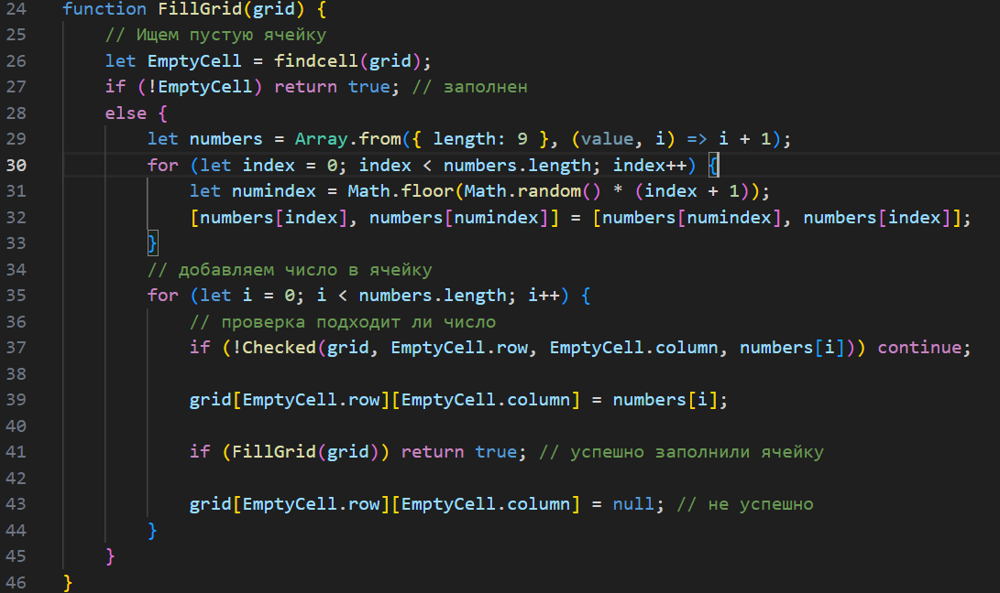 24 function FillGrid(grid) {
25 // Ищем пустую ячейку
26 let EmptyCell = findcell(grid);
27 if (!EmptyCell) return true; // заполнен
28 else {
29 let numbers = Array.from({ length: 9 }, (value, i) => i + 1);
30 for (let index = 0; index < numbers.length; index++) {
31 let numindex = Math.floor(Math.random() * (index + 1));
32 [numbers[index], numbers[numindex]] = [numbers[numindex], numbers[index]];
33 }
34 // добавляем число в ячейку
35 for (let i = 0; i < numbers.length; i++) {
36 // проверка подходит ли число
37 if (!Checked(grid, EmptyCell.row, EmptyCell.column, numbers[i])) continue;
38
39 grid[EmptyCell.row][EmptyCell.column] = numbers[i];
40
41 if (FillGrid(grid)) return true; // успешно заполнили ячейку
42
43 grid[EmptyCell.row][EmptyCell.column] = null; // не успешно
44 }
45 }
46 }